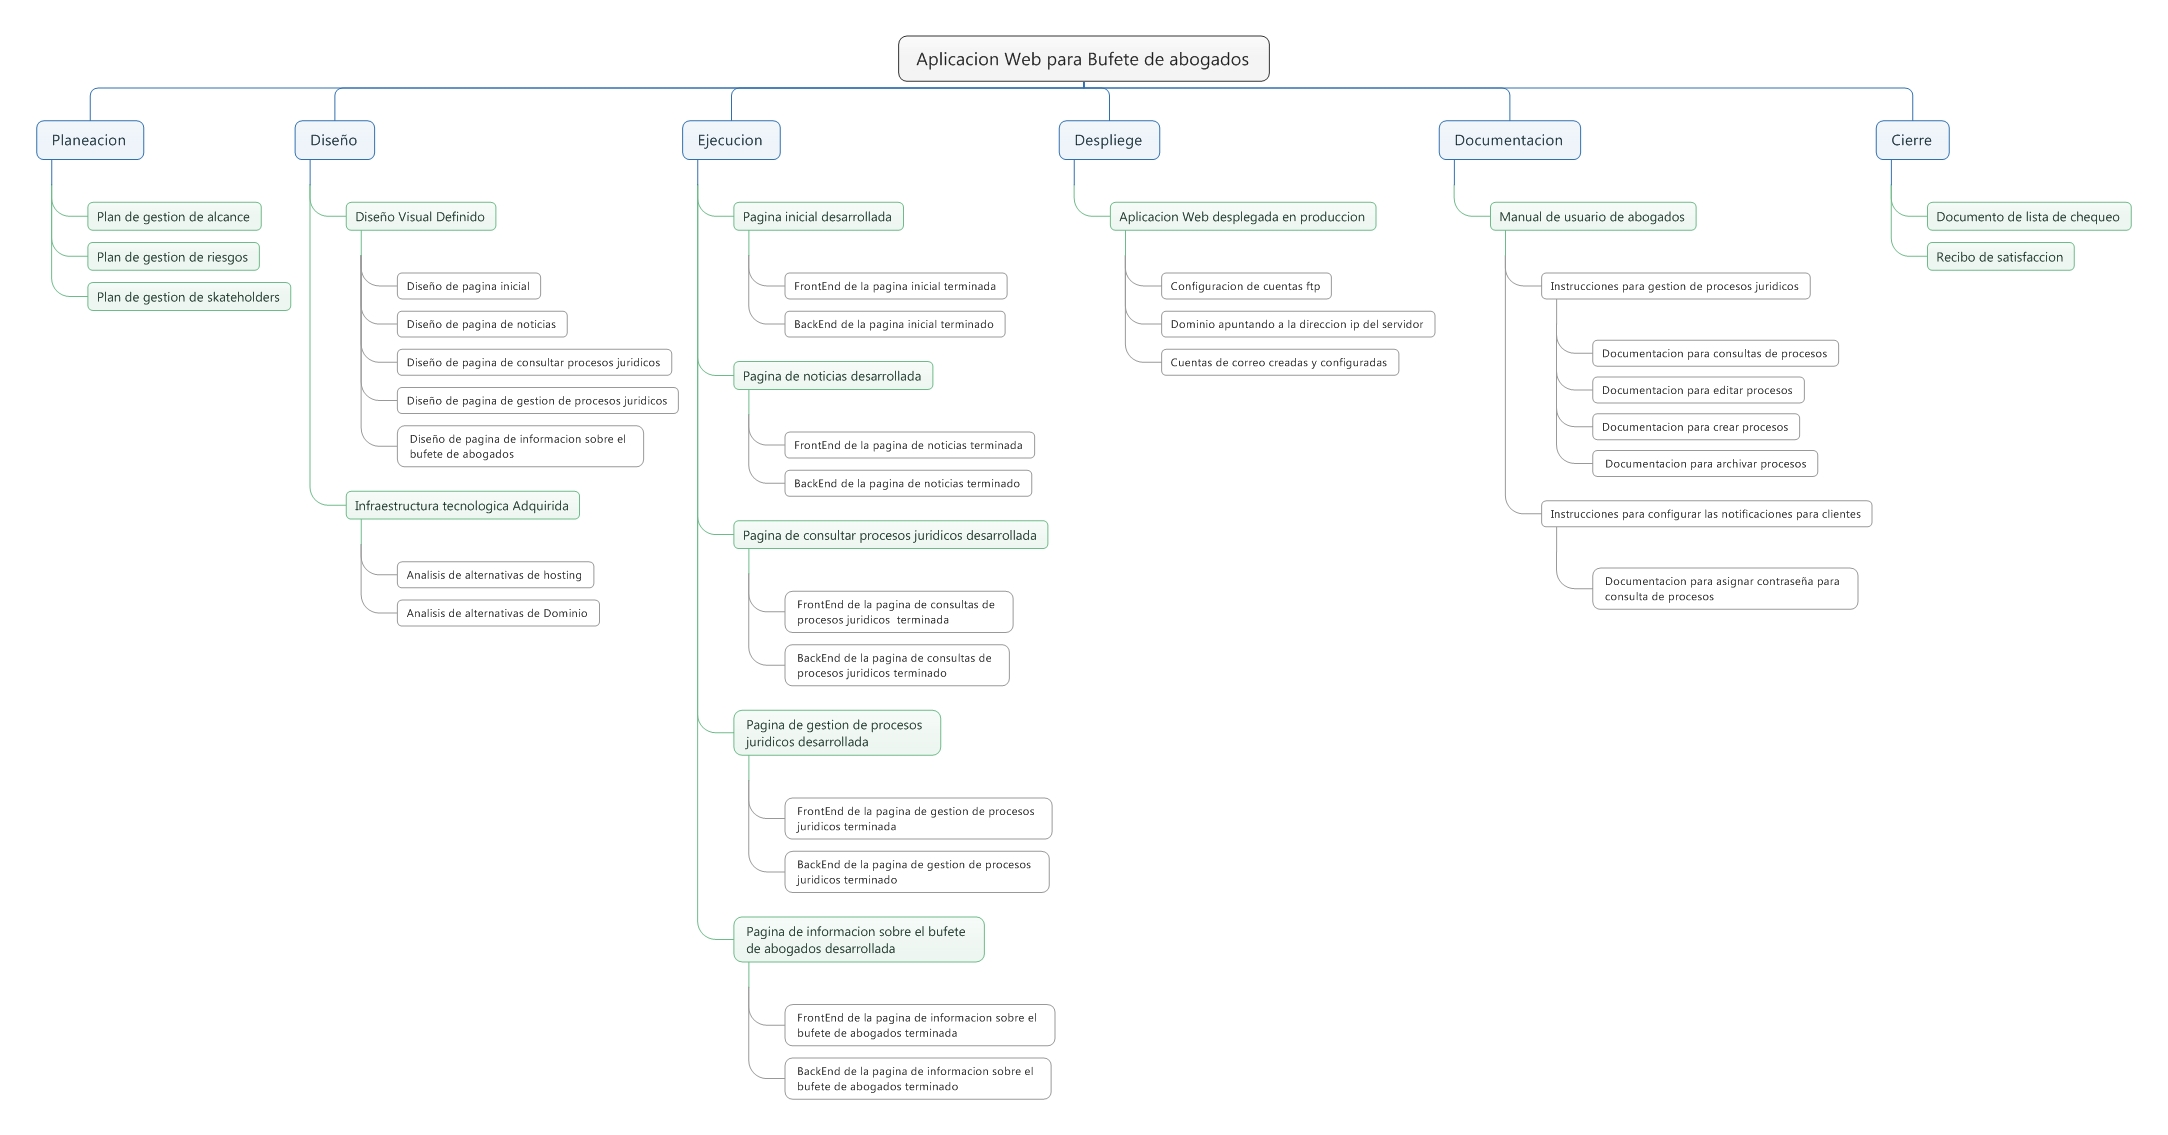 Aplicacion Web para Bufete de abogados
Planeacion
Plan de gestion de alcance
Plan de gestion de riesgos
Plan de gestion de skateholders
Diseño
Diseño Visual Definido
Diseño de pagina inicial
Diseño de pagina de noticias
Diseño de pagina de consultar procesos juridicos
Diseño de pagina de gestion de procesos juridicos
Diseño de pagina de informacion sobre el
bufete de abogados
Infraestructura tecnologica Adquirida
Analisis de alternativas de hosting
Analisis de alternativas de Dominio
Ejecucion
Pagina inicial desarrollada
FrontEnd de la pagina inicial terminada
BackEnd de la pagina inicial terminado
Pagina de noticias desarrollada
FrontEnd de la pagina de noticias terminada
BackEnd de la pagina de noticias terminado
Pagina de consultar procesos juridicos desarrollada
FrontEnd de la pagina de consultas de
procesos juridicos  terminada
BackEnd de la pagina de consultas de
procesos juridicos terminado
Pagina de gestion de procesos
juridicos desarrollada
FrontEnd de la pagina de gestion de procesos
juridicos terminada
BackEnd de la pagina de gestion de procesos
juridicos terminado
Pagina de informacion sobre el bufete
de abogados desarrollada
FrontEnd de la pagina de informacion sobre el
bufete de abogados terminada
BackEnd de la pagina de informacion sobre el
bufete de abogados terminado
Despliege
Aplicacion Web desplegada en produccion
Configuracion de cuentas ftp
Dominio apuntando a la direccion ip del servidor
Cuentas de correo creadas y configuradas
Documentacion
Manual de usuario de abogados
Instrucciones para gestion de procesos juridicos
Documentacion para consultas de procesos
Documentacion para editar procesos
Documentacion para crear procesos
Documentacion para archivar procesos
Instrucciones para configurar las notificaciones para clientes
Documentacion para asignar contraseña para
consulta de procesos
Cierre
Documento de lista de chequeo
Recibo de satisfaccion